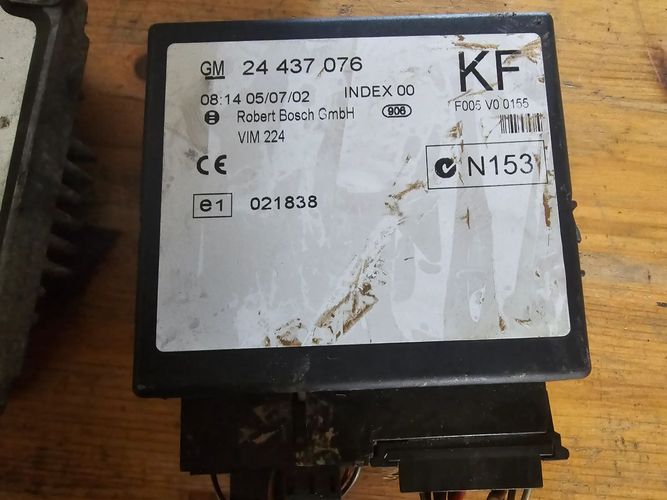 GM 24 437 076 KF
08:14 05/07/02 INDEX 00
Robert Bosch GmbH 906 F005 V0 0155
VIM 224
CE N153
e1 021838